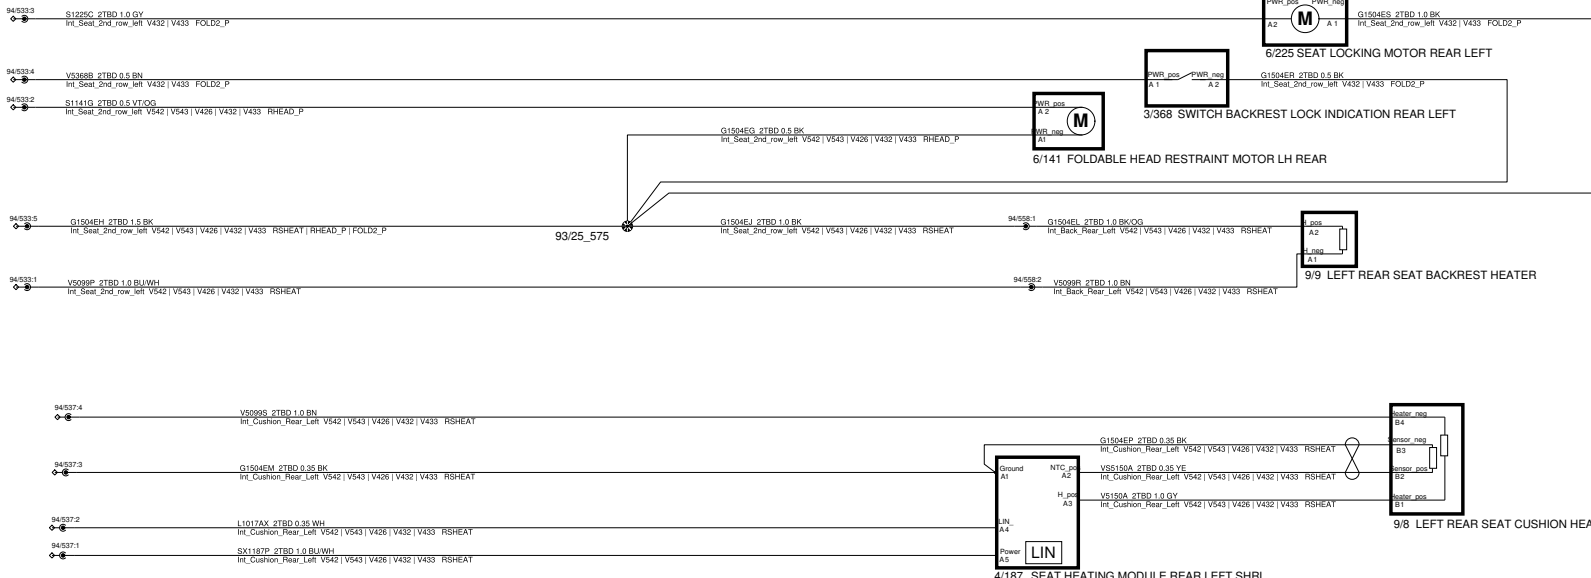 94/533:3 S1225C 2TBD 1.0 GY
Int_Seat_2nd_row_left V432 | V433 FOLD2_P
PWR_pos PWR_neg
M
A2 A 1
G1504ES 2TBD 1.0 BK
Int_Seat_2nd_row_left V432 | V433 FOLD2_P
6/225 SEAT LOCKING MOTOR REAR LEFT
94/533:4 V5368B 2TBD 0.5 BN
Int_Seat_2nd_row_left V432 | V433 FOLD2_P
PWR_pos PWR_neg
A 1 A 2
G1504ER 2TBD 0.5 BK
Int_Seat_2nd_row_left V432 | V433 FOLD2_P
3/368 SWITCH BACKREST LOCK INDICATION REAR LEFT
94/533:2 S1141G 2TBD 0.5 VT/OG
Int_Seat_2nd_row_left V542 | V543 | V426 | V432 | V433 RHEAD_P
PWR_pos
A 2
M
G1504EG 2TBD 0.5 BK
Int_Seat_2nd_row_left V542 | V543 | V426 | V432 | V433 RHEAD_P
PWR_neg
A1
6/141 FOLDABLE HEAD RESTRAINT MOTOR LH REAR
94/533:5 G1504EH 1.5 BK
Int_Seat_2nd_row_left V542 | V543 | V426 | V432 | V433 RSHEAT | RHEAD_P | FOLD2_P
93/25_575
G1504EJ 2TBD 1.0 BK
Int_Seat_2nd_row_left V542 | V543 | V426 | V432 | V433 RSHEAT
94/558:1 G1504EL 2TBD 1.0 BK/OG
Int_Back_Rear_Left V542 | V543 | V426 | V432 | V433 RSHEAT
H_pos
A2
H_neg
A1
9/9 LEFT REAR SEAT BACKREST HEATER
94/533:1 V5099P 2TBD 1.0 BU/WH
Int_Seat_2nd_row_left V542 | V543 | V426 | V432 | V433 RSHEAT
94/558:2 V5099R 2TBD 1.0 BN
Int_Back_Rear_Left V542 | V543 | V426 | V432 | V433 RSHEAT
94/537:4 V5099S 2TBD 1.0 BN
Int_Cushion_Rear_Left V542 | V543 | V426 | V432 | V433 RSHEAT
Heater_neg
B4
G1504EP 2TBD 0.35 BK
Int_Cushion_Rear_Left V542 | V543 | V426 | V432 | V433 RSHEAT
Sensor_neg
B3
94/537:3 G1504EM 2TBD 0.35 BK
Int_Cushion_Rear_Left V542 | V543 | V426 | V432 | V433 RSHEAT
Ground
A1
NTC_po
A2
VS5150A 2TBD 0.35 YE
Int_Cushion_Rear_Left V542 | V543 | V426 | V432 | V433 RSHEAT
Sensor_pos
B2
H_pos
A3
V5150A 2TBD 1.0 GY
Int_Cushion_Rear_Left V542 | V543 | V426 | V432 | V433 RSHEAT
Heater_pos
B1
9/8 LEFT REAR SEAT CUSHION HEA
94/537:2 L1017AX 2TBD 0.35 WH
Int_Cushion_Rear_Left V542 | V543 | V426 | V432 | V433 RSHEAT
LIN_
A4
94/537:1 SX1187P 2TBD 1.0 BU/WH
Int_Cushion_Rear_Left V542 | V543 | V426 | V432 | V433 RSHEAT
Power
A5
LIN
4/187 SEAT HEATING MODULE REAR LEFT SHRL